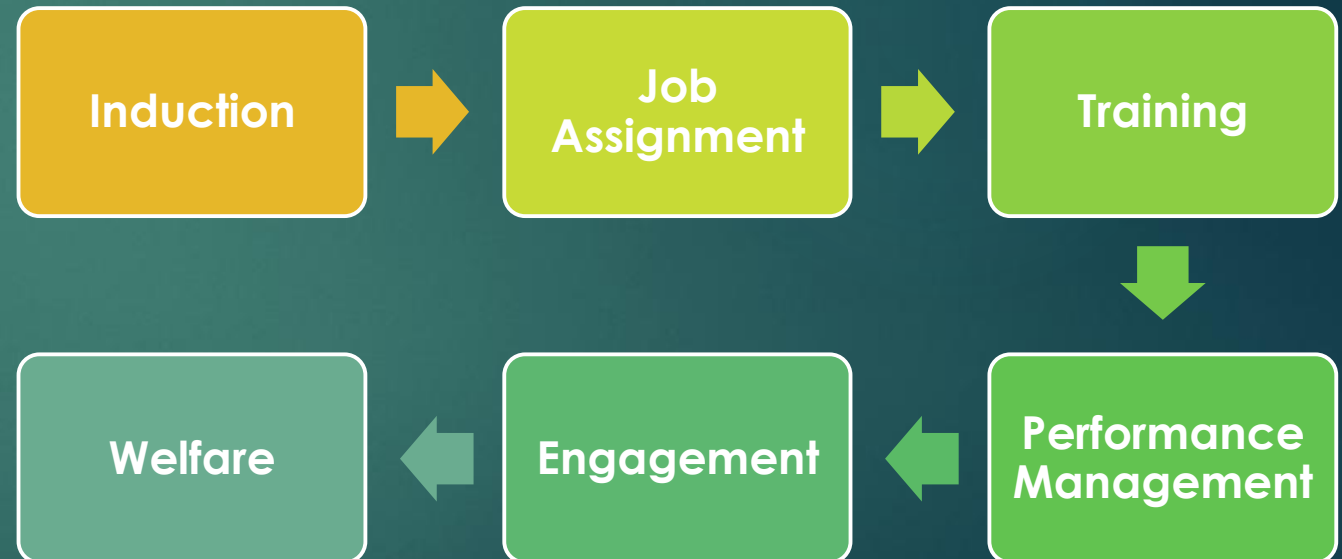 Induction
Job
Assignment
Training
Performance
Management
Engagement
Welfare